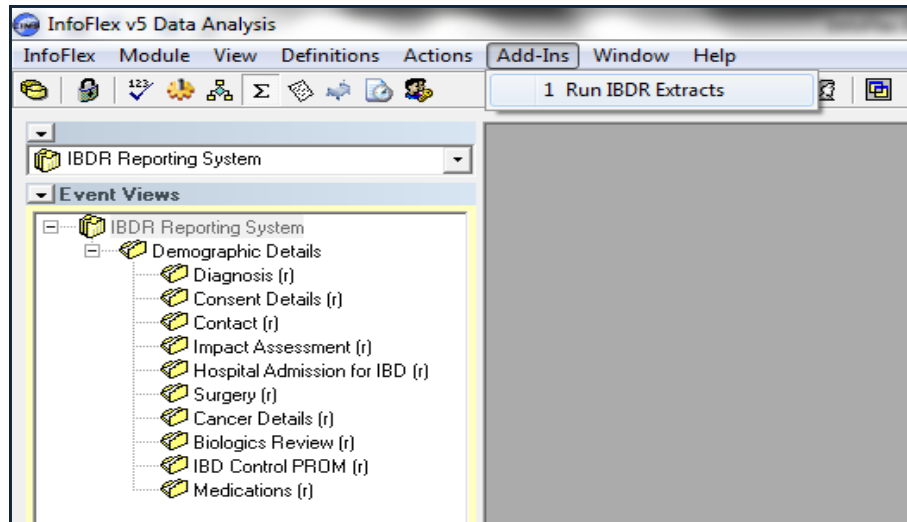 InfoFlex v5 Data Analysis
InfoFlex Module View Definitions Actions Add-Ins Window Help
123
1 Run IBDR Extracts
IBDR Reporting System
Event Views
IBDR Reporting System
Demographic Details
Diagnosis (r)
Consent Details (r)
Contact (r)
Impact Assessment (r)
Hospital Admission for IBD (r)
Surgery (r)
Cancer Details (r)
Biologics Review (r)
IBD Control PROM (r)
Medications (r)